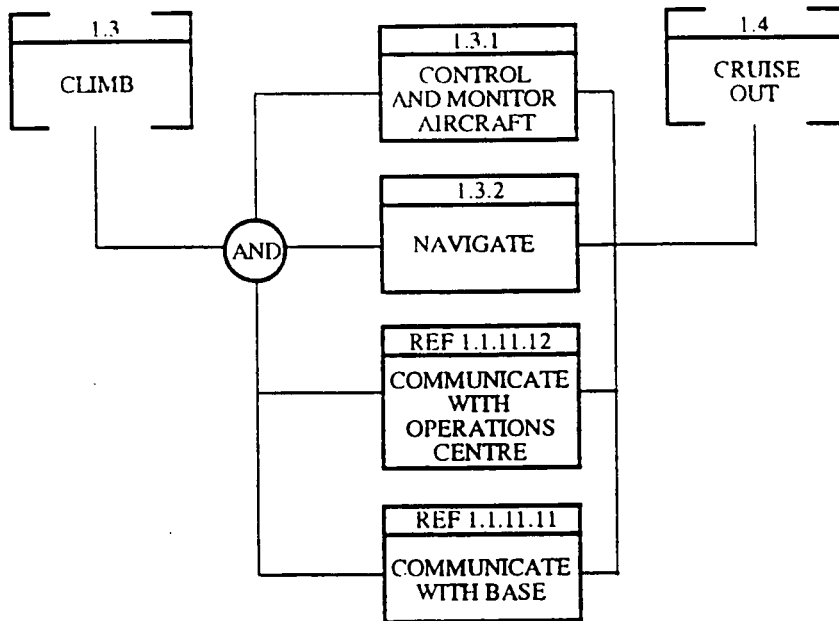 1.3
CLIMB
1.3.1
CONTROL
AND MONITOR
AIRCRAFT
1.4
CRUISE
OUT
AND
1.3.2
NAVIGATE
REF 1.1.11.12
COMMUNICATE
WITH
OPERATIONS
CENTRE
REF 1.1.11.11
COMMUNICATE
WITH BASE